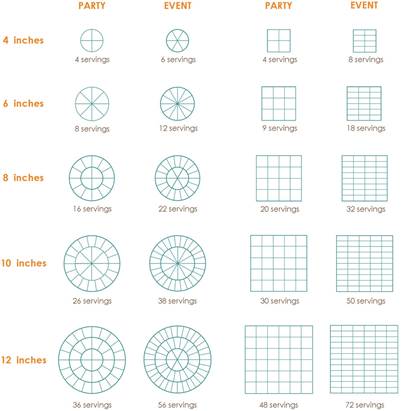 PARTY EVENT PARTY EVENT
4 inches
4 servings 6 servings 4 servings 8 servings
6 inches
8 servings 12 servings 9 servings 18 servings
8 inches
16 servings 22 servings 20 servings 32 servings
10 inches
26 servings 38 servings 30 servings 50 servings
12 inches
36 servings 56 servings 48 servings 72 servings